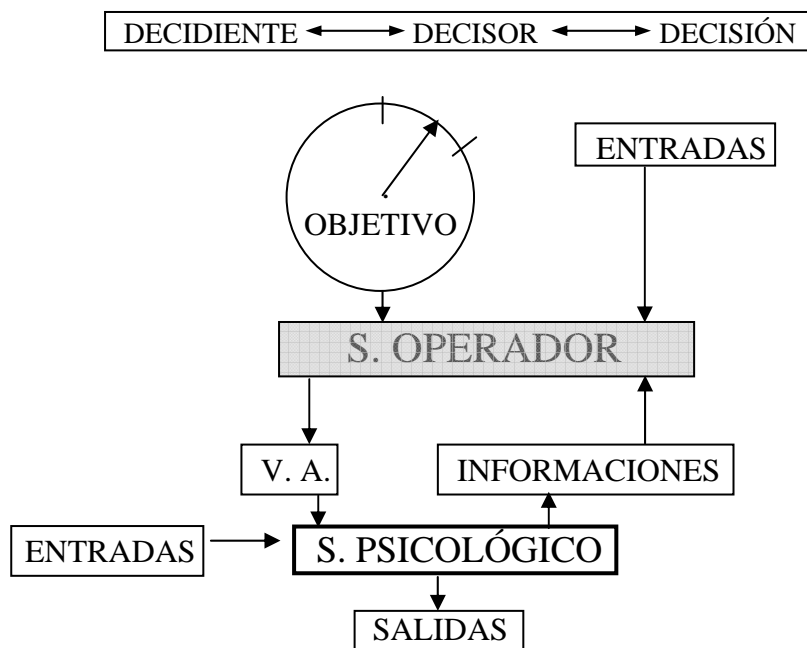 DECIDIENTE DECISOR DECISIÓN
ENTRADAS
OBJETIVO
S. OPERADOR
V. A.
INFORMACIONES
ENTRADAS
S. PSICOLÓGICO
SALIDAS